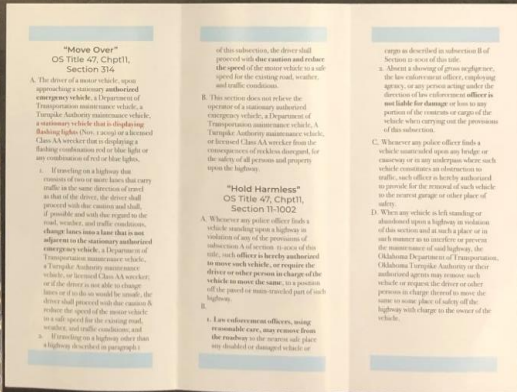 “Move Over”
OS Title 47, Chpt11,
Section 314
A. The driver of a motor vehicle, upon
approaching a stationary authorized
emergency vehicle, a Department of
Transportation maintenance vehicle, a
Turnpike Authority maintenance vehicle,
a stationary vehicle that is displaying
flashing lights (Nov. 1 2019) or a licensed
Class AA wrecker that is displaying a
flashing combination red or blue light or
any combination of red or blue lights,
1. If traveling on a highway that
consists of two or more lanes that carry
traffic in the same direction of travel
as that of the driver, the driver shall
proceed with due caution and shall,
if possible and with due regard to the
road, weather, and traffic conditions,
change lanes into a lane that is not
adjacent to the stationary authorized
emergency vehicle, a Department of
Transportation maintenance vehicle,
a Turnpike Authority maintenance
vehicle, or licensed Class AA wrecker;
or if the driver is not able to change
lanes or if to do so would be unsafe, the
driver shall proceed with due caution &
reduce the speed of the motor vehicle
to a safe speed for the existing road,
weather, and traffic conditions; and
2. If traveling on a highway other than
a highway described in paragraph 1
of this subsection, the driver shall
proceed with due caution and reduce
the speed of the motor vehicle to a safe
speed for the existing road, weather,
and traffic conditions.
B. This section does not relieve the
operator of a stationary authorized
emergency vehicle, a Department of
Transportation maintenance vehicle, A
Turnpike Authority maintenance vehicle,
or licensed Class AA wrecker from the
consequences of reckless disregard, for
the safety of all persons and property
upon the highway.
“Hold Harmless”
OS Title 47, Chpt11,
Section 11-1002
A. Whenever any police officer finds a
vehicle standing upon a highway in
violation of any of the provisions of
subsection A of section 11-1001 of this
title, such officer is hereby authorized
to move such vehicle, or require the
driver or other person in charge of the
vehicle to move the same, to a position
off the paved or main-traveled part of such
highway.
B.
1. Law enforcement officers, using
reasonable care, may remove from
the roadway to the nearest safe place
any disabled or damaged vehicle or
cargo as described in subsection B of
Section 11-1001 of this title.
2. Absent a showing of gross negligence,
the law enforcement officer, employing
agency, or any person acting under the
direction of law enforcement officer is
not liable for damage or loss to any
portion of the contents or cargo of the
vehicle when carrying out the provisions
of this subsection.
C. Whenever any police officer finds a
vehicle unattended upon any bridge or
causeway or in any underpass where such
vehicle constitutes an obstruction to
traffic, such officer is hereby authorized
to provide for the removal of such vehicle
to the nearest garage or other place of
safety.
D. When any vehicle is left standing or
abandoned upon a highway in violation
of this section and at such a place or in
such manner as to interfere or prevent
the maintenance of said highway, the
Oklahoma Department of Transportation,
Oklahoma Turnpike Authority or their
authorized agents may remove such
vehicle or request the driver or other
persons in charge thereof to move the
same to some place of safety off the
highway with charge to the owner of the
vehicle.